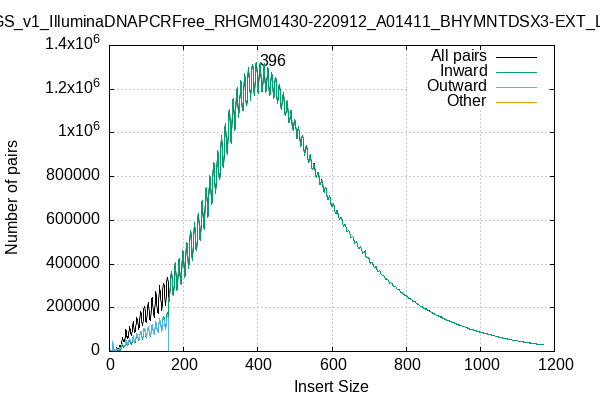 GS_v1_IlluminaDNAPCRFree_RHGM01430-220912_A01411_BHYMNTDSX3-EXT_L
1.4x10^6
1.2x10^6
1x10^6
800000
600000
400000
200000
0
Number of pairs
396
All pairs
Inward
Outward
Other
0 200 400 600 800 1000 1200
Insert Size